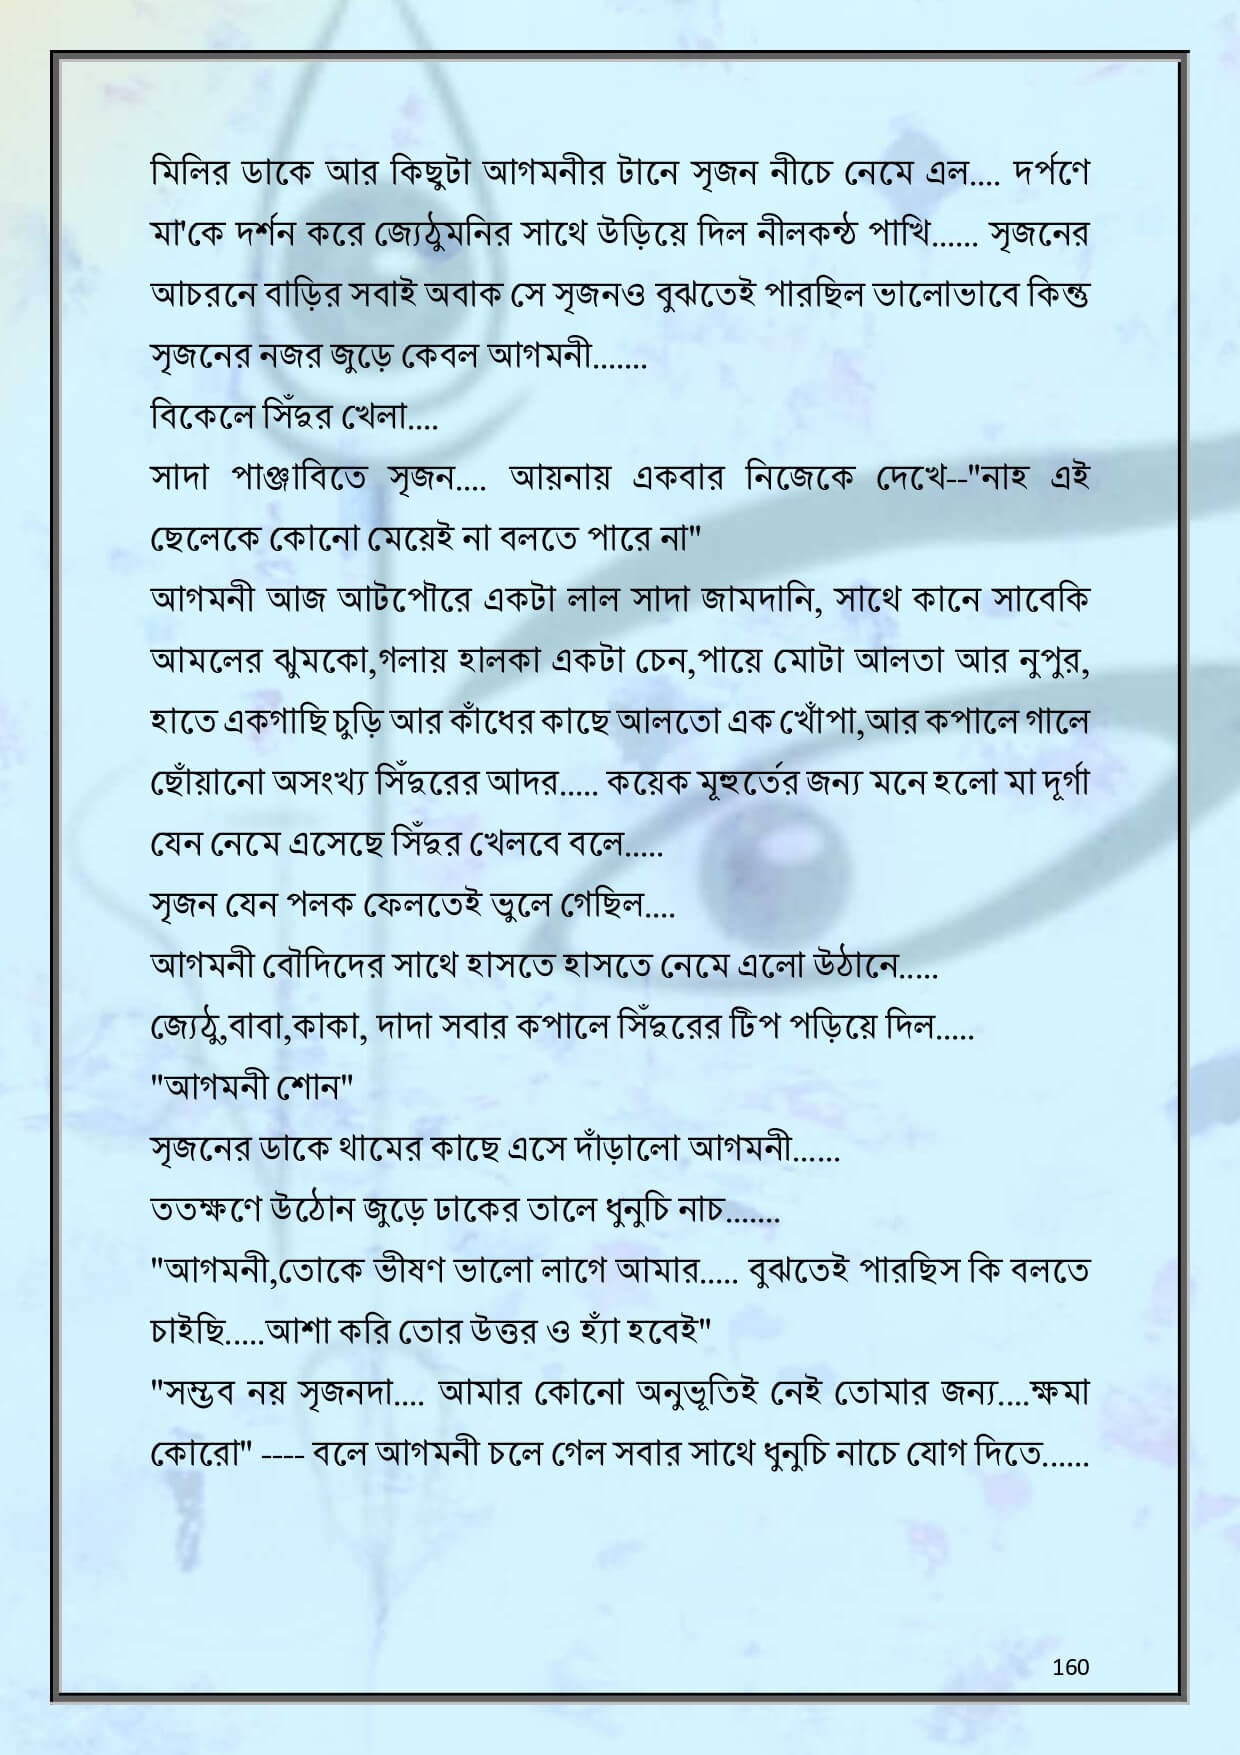 মিলির ডাকে আর কিছুটা আগমনীর টানে সৃজন নীচে নেমে এল.... দর্পণে
মা'কে দর্শন করে জ্যেঠুমনির সাথে উড়িয়ে দিল নীলকন্ঠ পাখি...... সৃজনের
আচরনে বাড়ির সবাই অবাক সে সৃজনও বুঝতেই পারছিল ভালোভাবে কিন্তু
সৃজনের নজর জুড়ে কেবল আগমনী.......
বিকেলে সিঁদুর খেলা....
সাদা পাঞ্জাবিতে সৃজন.... আয়নায় একবার নিজেকে দেখে--"নাহ এই
ছেলেকে কোনো মেয়েই না বলতে পারে না"
আগমনী আজ আটপৌরে একটা লাল সাদা জামদানি, সাথে কানে সাবেকি
আমলের ঝুমকো,গলায় হালকা একটা চেন,পায়ে মোটা আলতা আর নুপুর,
হাতে একগাছি চুড়ি আর কাঁধের কাছে আলতো এক খোঁপা,আর কপালে গালে
ছোঁয়ানো অসংখ্য সিঁদুরের আদর..... কয়েক মূহুর্তের জন্য মনে হলো মা দূর্গা
যেন নেমে এসেছে সিঁদুর খেলবে বলে.....
সৃজন যেন পলক ফেলতেই ভুলে গেছিল....
আগমনী বৌদিদের সাথে হাসতে হাসতে নেমে এলো উঠানে.....
জ্যেঠু,বাবা,কাকা, দাদা সবার কপালে সিঁদুরের টিপ পড়িয়ে দিল.....
"আগমনী শোন"
সৃজনের ডাকে থামের কাছে এসে দাঁড়ালো আগমনী......
ততক্ষণে উঠোন জুড়ে ঢাকের তালে ধুনুচি নাচ.......
"আগমনী,তোকে ভীষণ ভালো লাগে আমার..... বুঝতেই পারছিস কি বলতে
চাইছি.....আশা করি তোর উত্তর ও হ্যাঁ হবেই"
"সম্ভব নয় সৃজনদা.... আমার কোনো অনুভূতিই নেই তোমার জন্য....ক্ষমা
কোরো" ---- বলে আগমনী চলে গেল সবার সাথে ধুনুচি নাচে যোগ দিতে......
160